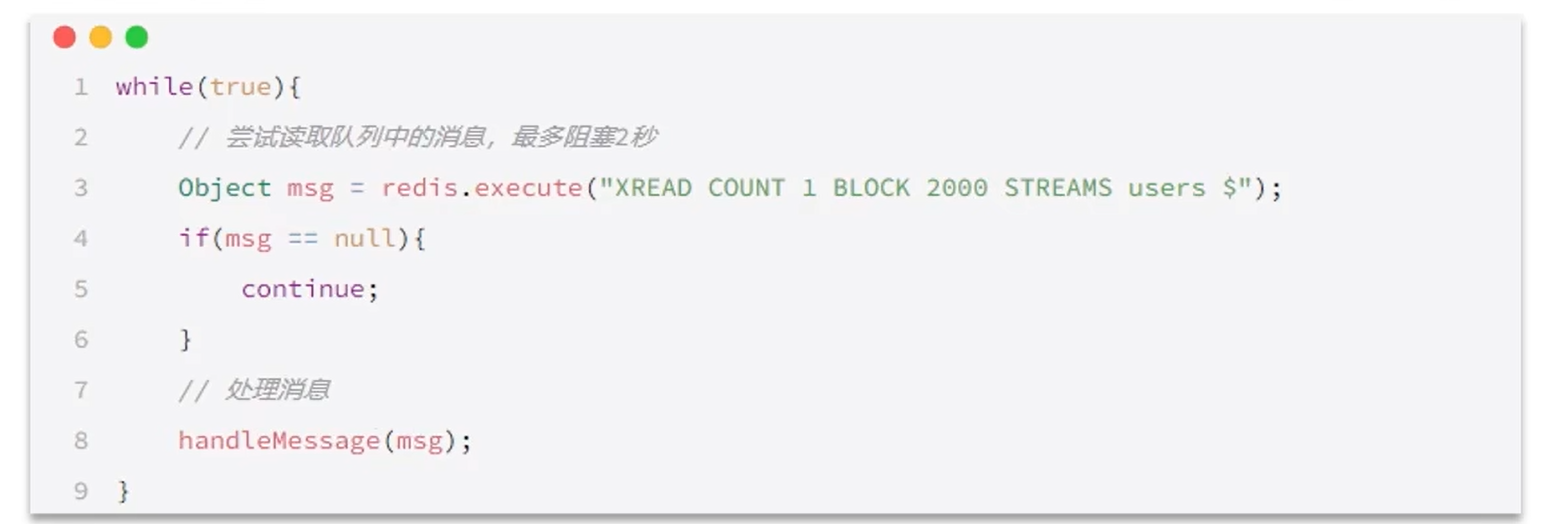 1 while(true){
2     // 尝试读取队列中的消息，最多阻塞2秒
3     Object msg = redis.execute("XREAD COUNT 1 BLOCK 2000 STREAMS users $");
4     if(msg == null){
5         continue;
6     }
7     // 处理消息
8     handleMessage(msg);
9 }